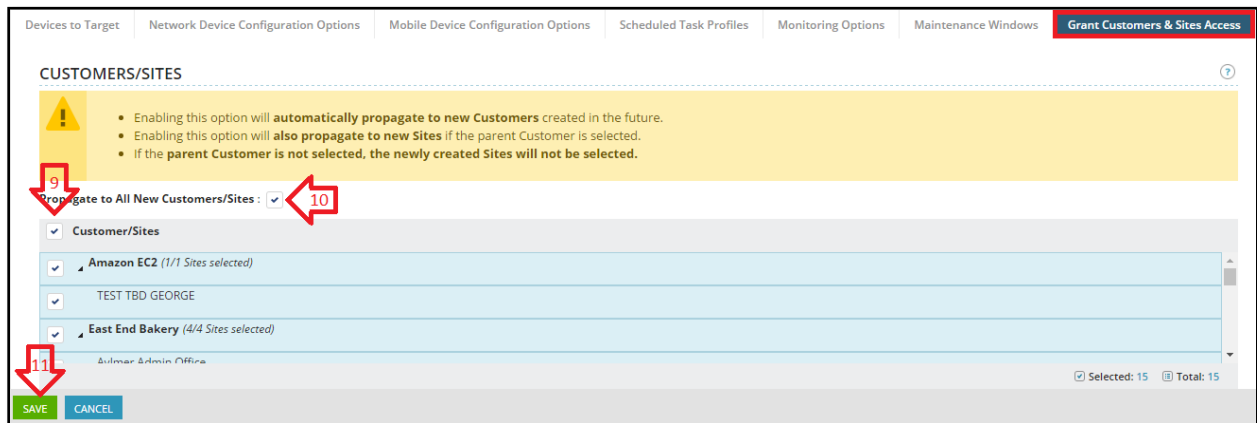 Devices to Target Network Device Configuration Options Mobile Device Configuration Options Scheduled Task Profiles Monitoring Options Maintenance Windows Grant Customers & Sites Access
CUSTOMERS/SITES ?
! 
• Enabling this option will automatically propagate to new Customers created in the future.
• Enabling this option will also propagate to new Sites if the parent Customer is selected.
• If the parent Customer is not selected, the newly created Sites will not be selected.
9
Propagate to All New Customers/Sites : 10
Customer/Sites
Amazon EC2 (1/1 Sites selected)
TEST TBD GEORGE
East End Bakery (4/4 Sites selected)
Aylmer Admin Office
11
Selected: 15 Total: 15
SAVE CANCEL